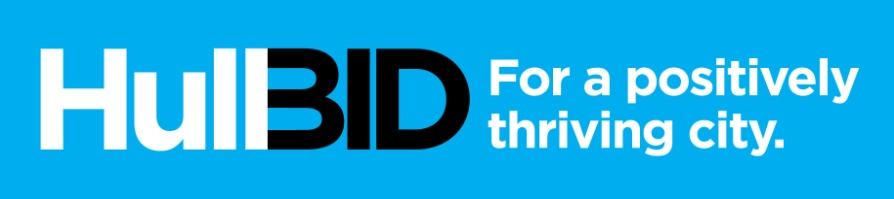 HullBID
For a positively
thriving city.